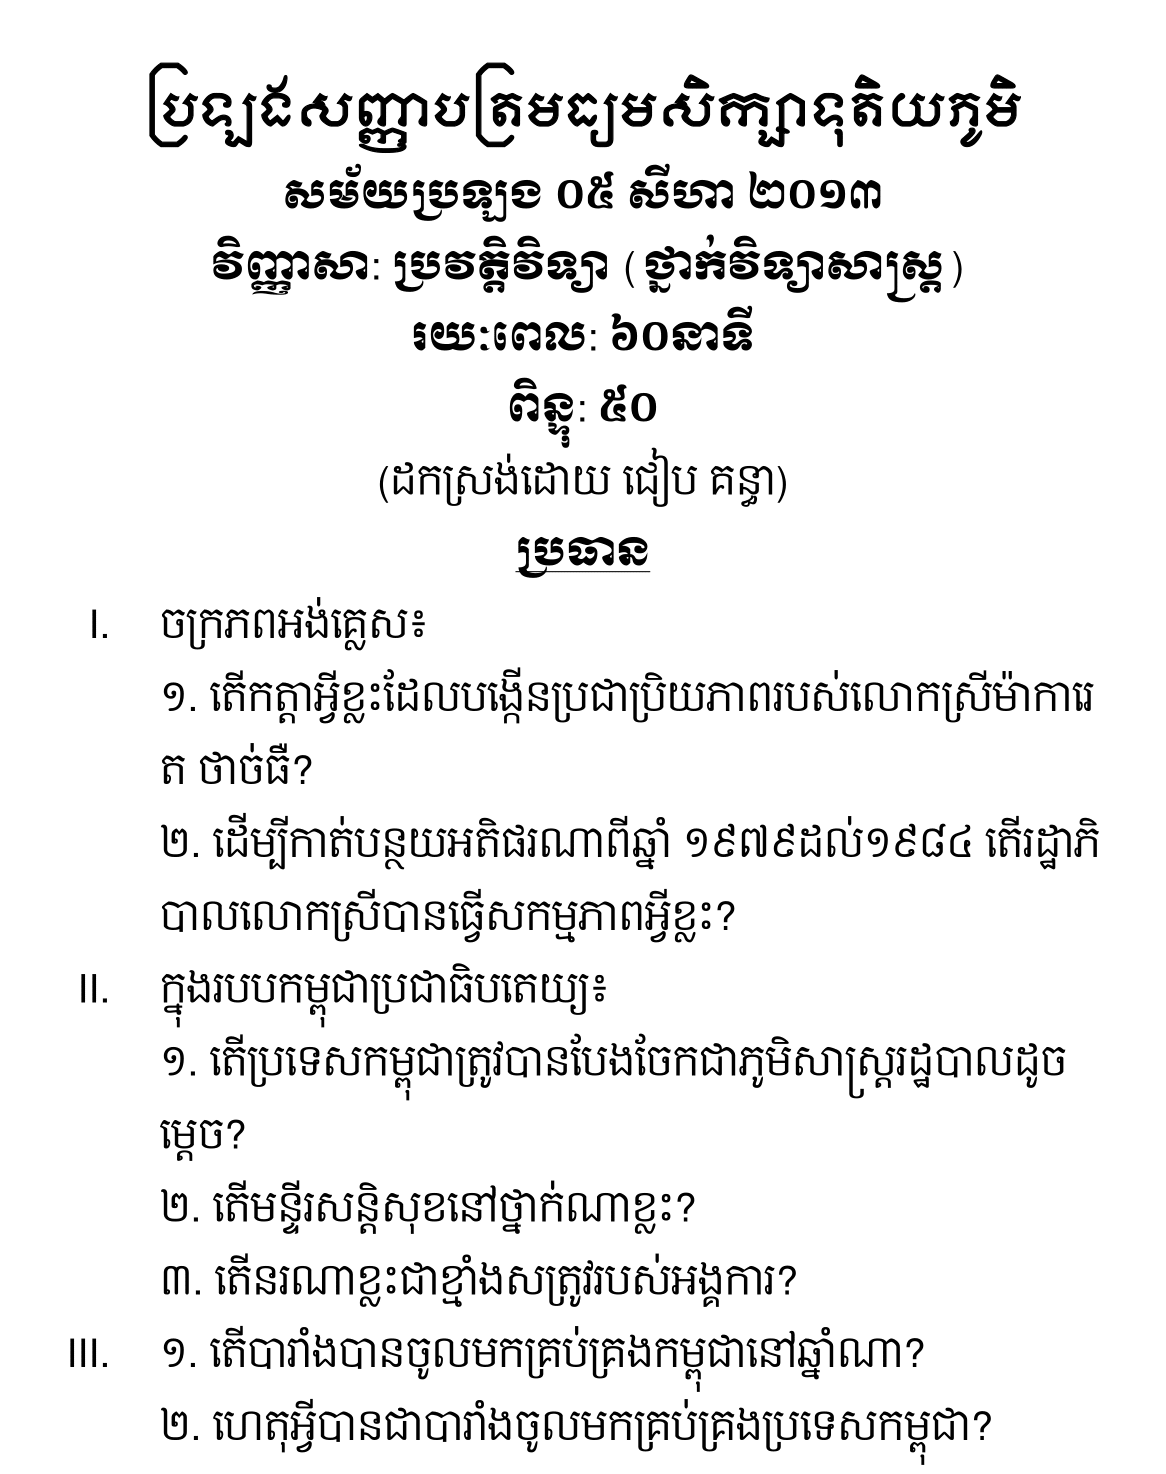 ប្រឡងសញ្ញាបត្រមធ្យមសិក្សាទុតិយភូមិ
សម័យប្រឡង ០៥ សីហា ២០១៣
វិញ្ញាសា: ប្រវត្តិវិទ្យា (ថ្នាក់វិទ្យាសាស្ត្រ)
រយៈពេល: ៦០នាទី
ពិន្ទុ: ៥០
(ដកស្រង់ដោយ ជៀប គន្ធា)
ប្រធាន
I. ចក្រភពអង់គ្លេស៖
១. តើកត្តាអ្វីខ្លះដែលបង្កើនប្រជាប្រិយភាពរបស់លោកស្រីម៉ាការេ
ត ថាច់ធឺ?
២. ដើម្បីកាត់បន្ថយអតិផរណាពីឆ្នាំ ១៩៧៩ដល់១៩៨៤ តើរដ្ឋាភិ
បាលលោកស្រីបានធ្វើសកម្មភាពអ្វីខ្លះ?
II. ក្នុងរបបកម្ពុជាប្រជាធិបតេយ្យ៖
១. តើប្រទេសកម្ពុជាត្រូវបានបែងចែកជាភូមិសាស្ត្ររដ្ឋបាលដូច
ម្ដេច?
២. តើមន្ទីរសន្តិសុខនៅថ្នាក់ណាខ្លះ?
៣. តើនរណាខ្លះជាខ្មាំងសត្រូវរបស់អង្គការ?
III. ១. តើបារាំងបានចូលមកគ្រប់គ្រងកម្ពុជានៅឆ្នាំណា?
២. ហេតុអ្វីបានជាបារាំងចូលមកគ្រប់គ្រងប្រទេសកម្ពុជា?